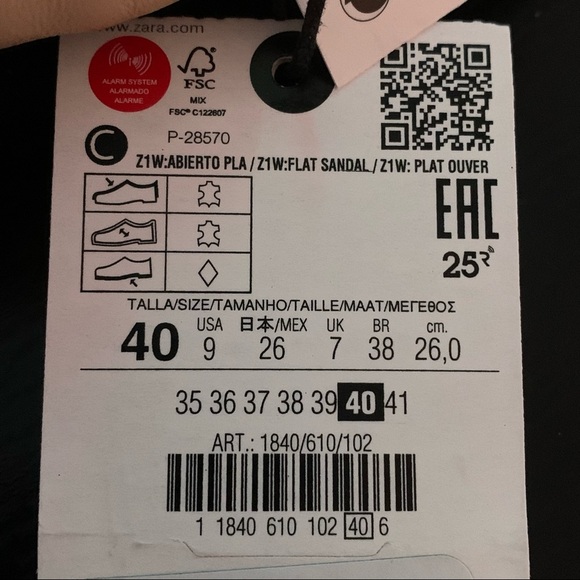 www.zara.com
ALARM SYSTEM
ALARMADO
ALARME
FSC
MIX
FSC® C122607
C
P-28570
Z1W:ABIERTO PLA / Z1W:FLAT SANDAL / Z1W: PLAT OUVER
EAC
25
TALLA/SIZE/TAMANHO/TAILLE/MAAT/ΜΕΓΕΘΟΣ
USA 日本/MEX UK BR cm.
40 9 26 7 38 26,0
35 36 37 38 39 40 41
ART.: 1840/610/102
1 1840 610 102 40 6